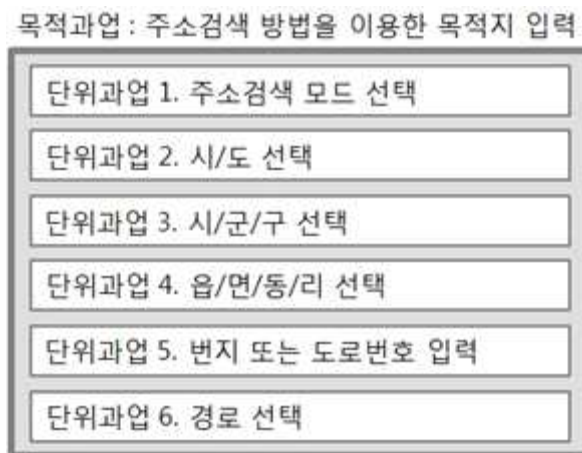 목적과업 : 주소검색 방법을 이용한 목적지 입력
단위과업 1. 주소검색 모드 선택
단위과업 2. 시/도 선택
단위과업 3. 시/군/구 선택
단위과업 4. 읍/면/동/리 선택
단위과업 5. 번지 또는 도로번호 입력
단위과업 6. 경로 선택